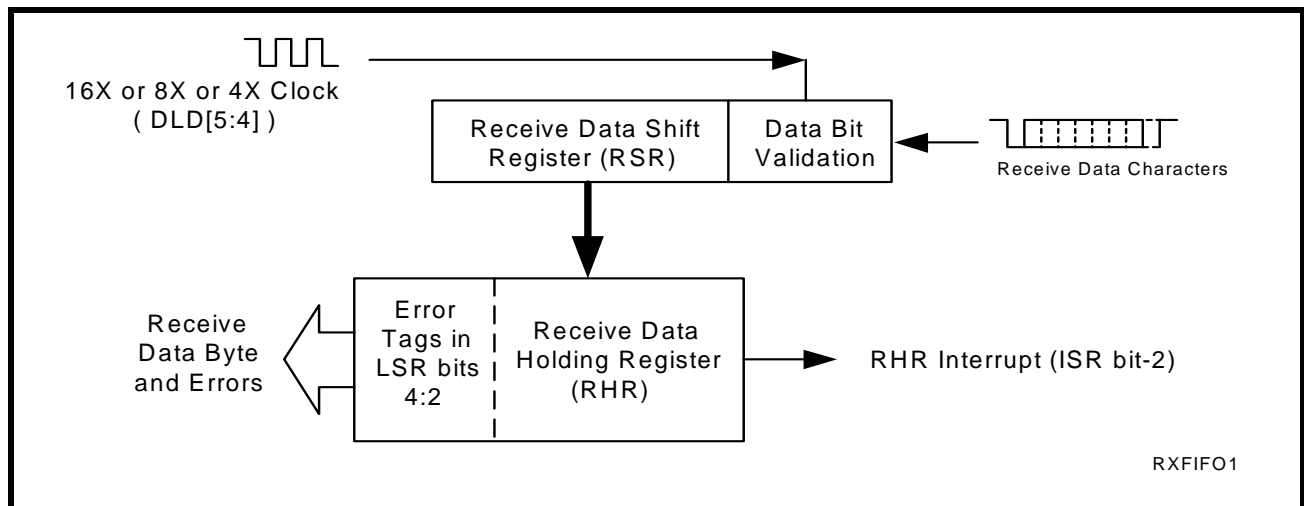 16X or 8X or 4X Clock
( DLD[5:4] )
Receive Data Shift
Register (RSR)
Data Bit
Validation
Receive Data Characters
Receive
Data Byte
and Errors
Error
Tags in
LSR bits
4:2
Receive Data
Holding Register
(RHR)
RHR Interrupt (ISR bit-2)
RXFIFO1